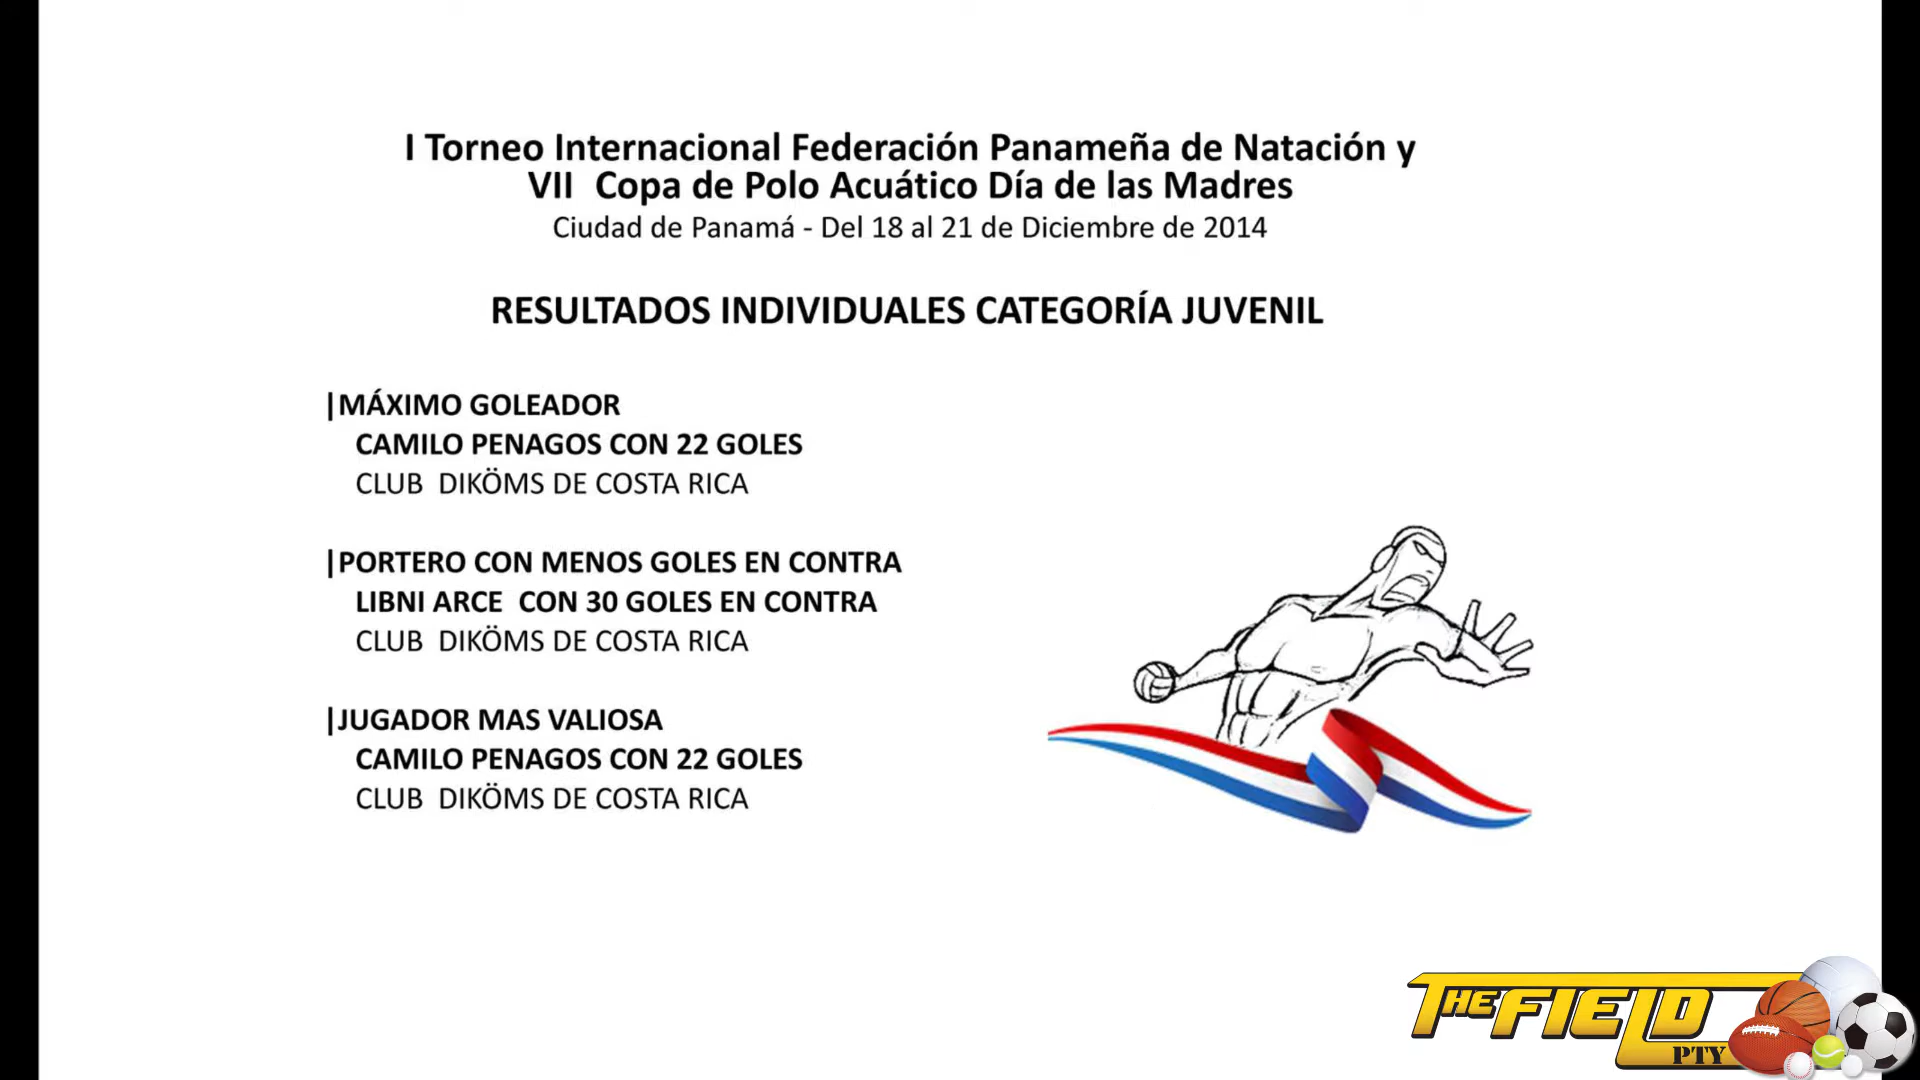 I Torneo Internacional Federación Panameña de Natación y
VII Copa de Polo Acuático Día de las Madres
Ciudad de Panamá - Del 18 al 21 de Diciembre de 2014
RESULTADOS INDIVIDUALES CATEGORÍA JUVENIL
|MÁXIMO GOLEADOR
CAMILO PENAGOS CON 22 GOLES
CLUB DIKÖMS DE COSTA RICA
|PORTERO CON MENOS GOLES EN CONTRA
LIBNI ARCE CON 30 GOLES EN CONTRA
CLUB DIKÖMS DE COSTA RICA
|JUGADOR MAS VALIOSA
CAMILO PENAGOS CON 22 GOLES
CLUB DIKÖMS DE COSTA RICA
THE FIELD
PTY